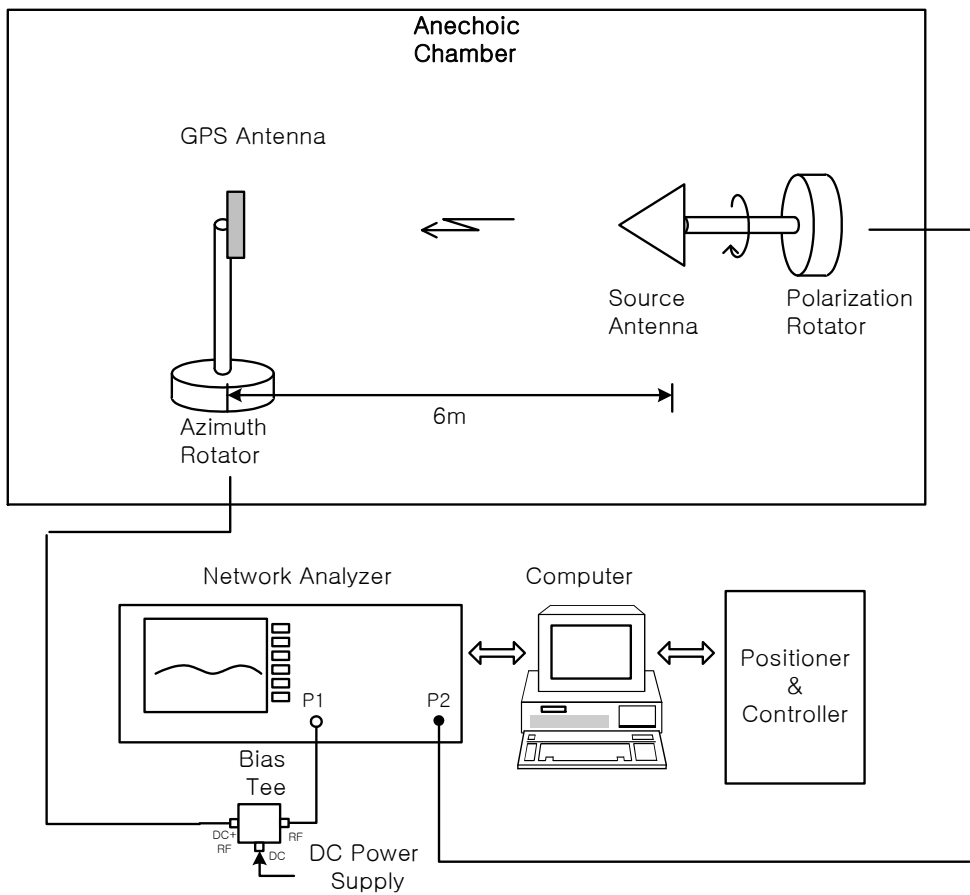 Anechoic
Chamber
GPS Antenna
Source
Antenna
Polarization
Rotator
6m
Azimuth
Rotator
Network Analyzer
Computer
P1
P2
Positioner
&
Controller
Bias
Tee
DC+
RF
RF
DC
DC Power
Supply